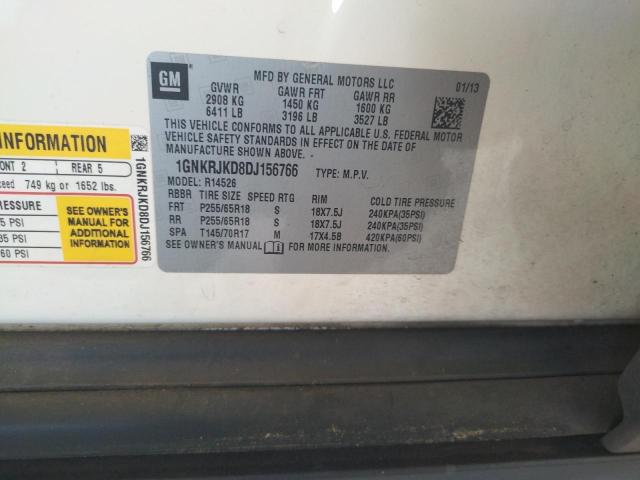 GM
MFD BY GENERAL MOTORS LLC 01/13
GVWR GAWR FRT GAWR RR
2908 KG 1450 KG 1600 KG
6411 LB 3196 LB 3527 LB
THIS VEHICLE CONFORMS TO ALL APPLICABLE U.S. FEDERAL MOTOR
VEHICLE SAFETY STANDARDS IN EFFECT ON THE DATE OF
MANUFACTURE SHOWN ABOVE.
1GNKRJKD8DJ156766 TYPE: M.P.V.
MODEL: R14526
RBBR TIRE SIZE SPEED RTG RIM COLD TIRE PRESSURE
FRT P255/65R18 S 18X7.5J 240KPA(35PSI)
RR P255/65R18 S 18X7.5J 240KPA(35PSI)
SPA T145/70R17 M 17X4.5B 420KPA(60PSI)
SEE OWNER'S MANUAL FOR MORE INFORMATION.
INFORMATION
ONT 2 REAR 5
ceed 749 kg or 1652 lbs.
RESSURE
5 PSI
35 PSI
60 PSI
SEE OWNER'S
MANUAL FOR
ADDITIONAL
INFORMATION
1GNKRJKD8DJ156766